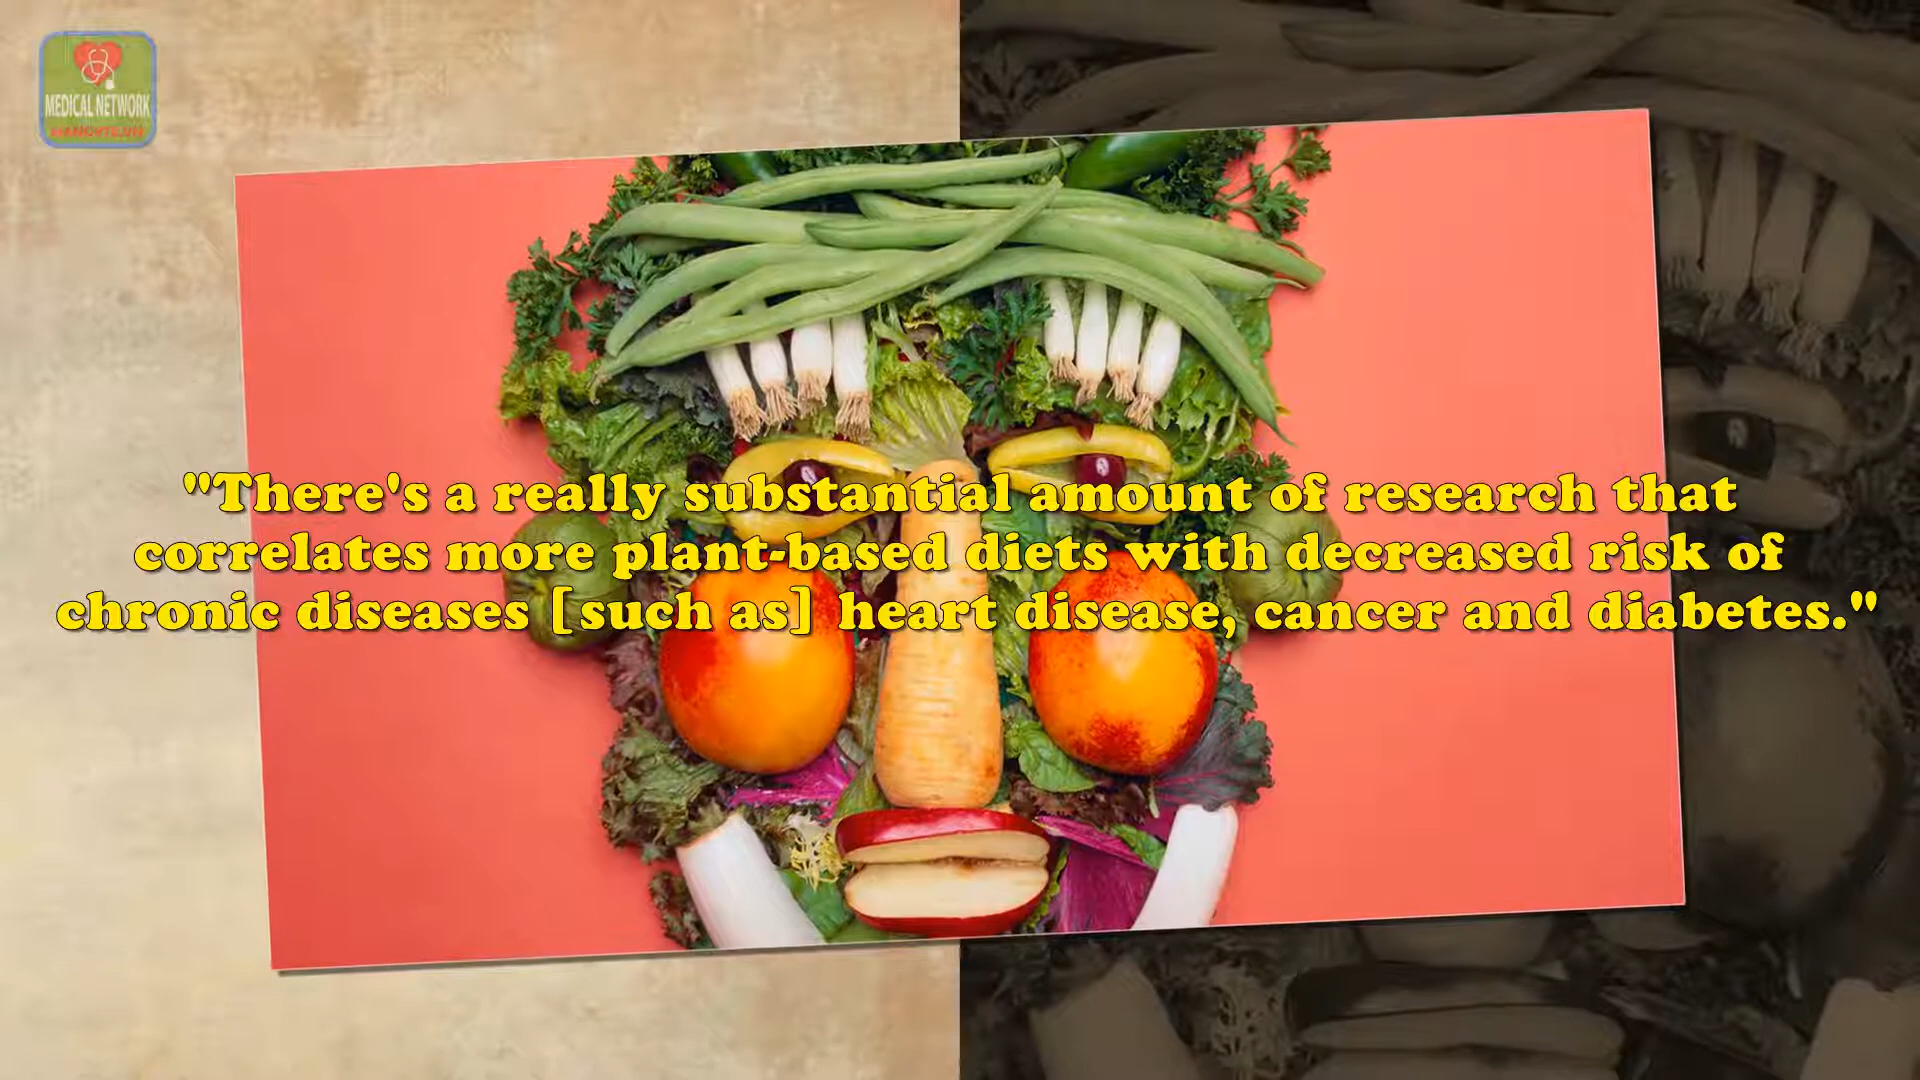 MEDICAL NETWORK
"There's a really substantial amount of research that
correlates more plant-based diets with decreased risk of
chronic diseases [such as] heart disease, cancer and diabetes."